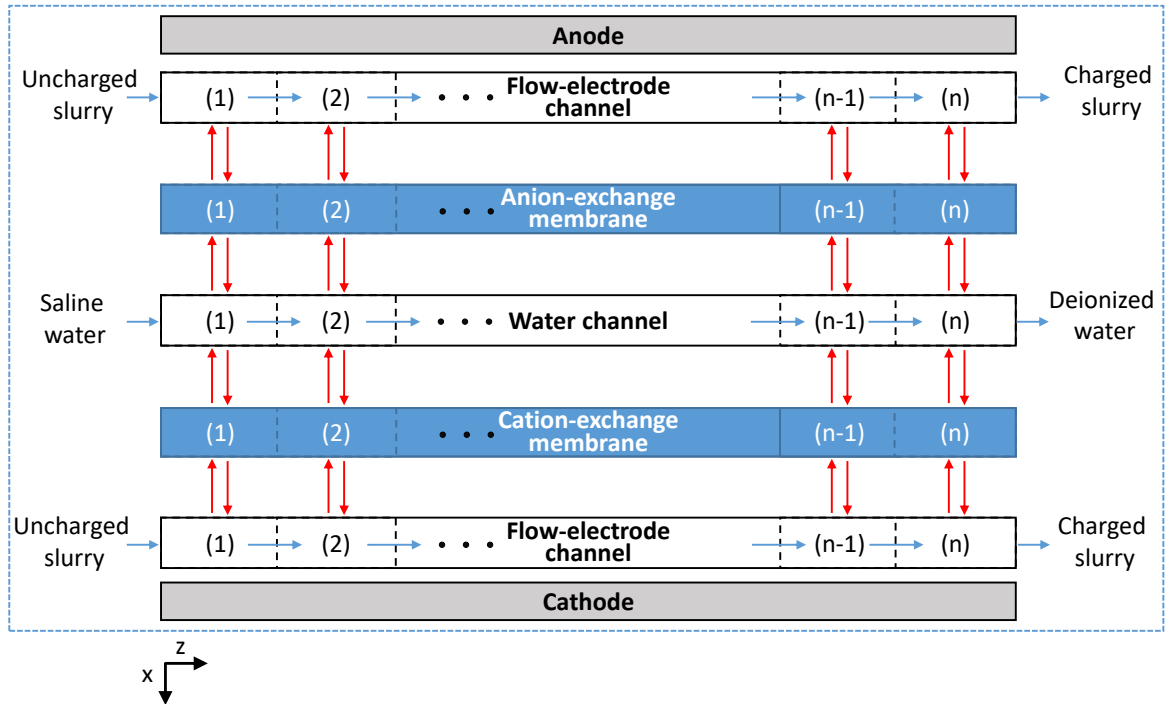 Anode
Uncharged
slurry
(1)
(2)
• • •
Flow-electrode
channel
(n-1)
(n)
Charged
slurry
(1)
(2)
• • •
Anion-exchange
membrane
(n-1)
(n)
Saline
water
(1)
(2)
• • •
Water channel
(n-1)
(n)
Deionized
water
(1)
(2)
• • •
Cation-exchange
membrane
(n-1)
(n)
Uncharged
slurry
(1)
(2)
• • •
Flow-electrode
channel
(n-1)
(n)
Charged
slurry
Cathode
z
x